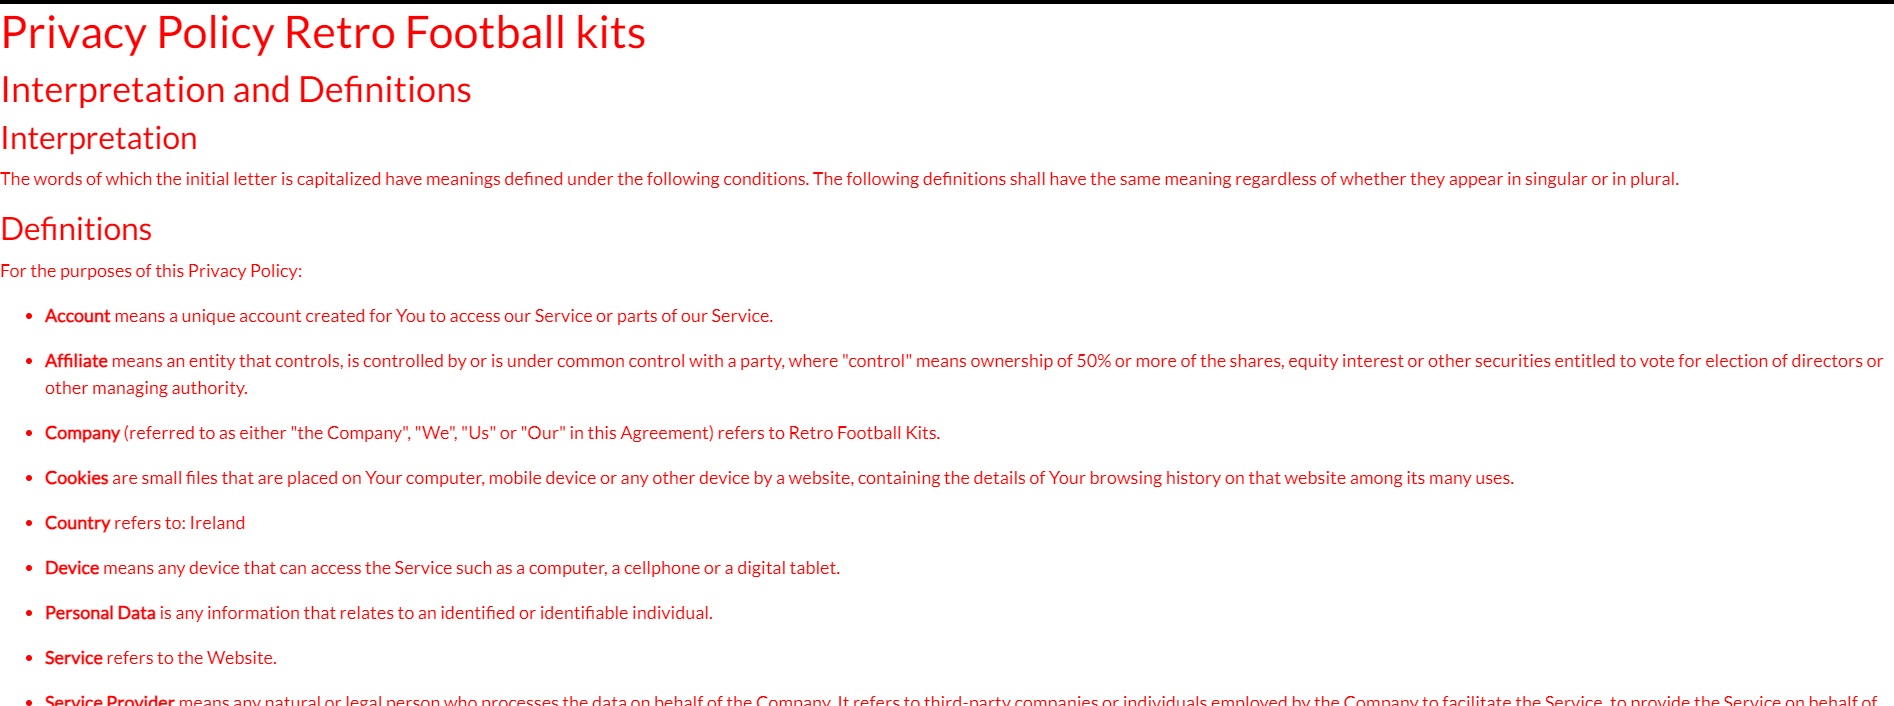 Privacy Policy Retro Football kits
Interpretation and Definitions
Interpretation
The words of which the initial letter is capitalized have meanings defined under the following conditions. The following definitions shall have the same meaning regardless of whether they appear in singular or in plural.
Definitions
For the purposes of this Privacy Policy:
• Account means a unique account created for You to access our Service or parts of our Service.
• Affiliate means an entity that controls, is controlled by or is under common control with a party, where "control" means ownership of 50% or more of the shares, equity interest or other securities entitled to vote for election of directors or
other managing authority.
• Company (referred to as either "the Company", "We", "Us" or "Our" in this Agreement) refers to Retro Football Kits.
• Cookies are small files that are placed on Your computer, mobile device or any other device by a website, containing the details of Your browsing history on that website among its many uses.
• Country refers to: Ireland
• Device means any device that can access the Service such as a computer, a cellphone or a digital tablet.
• Personal Data is any information that relates to an identified or identifiable individual.
• Service refers to the Website.
• Service Provider means any natural or legal person who processes the data on behalf of the Company. It refers to third-party companies or individuals employed by the Company to facilitate the Service, to provide the Service on behalf of